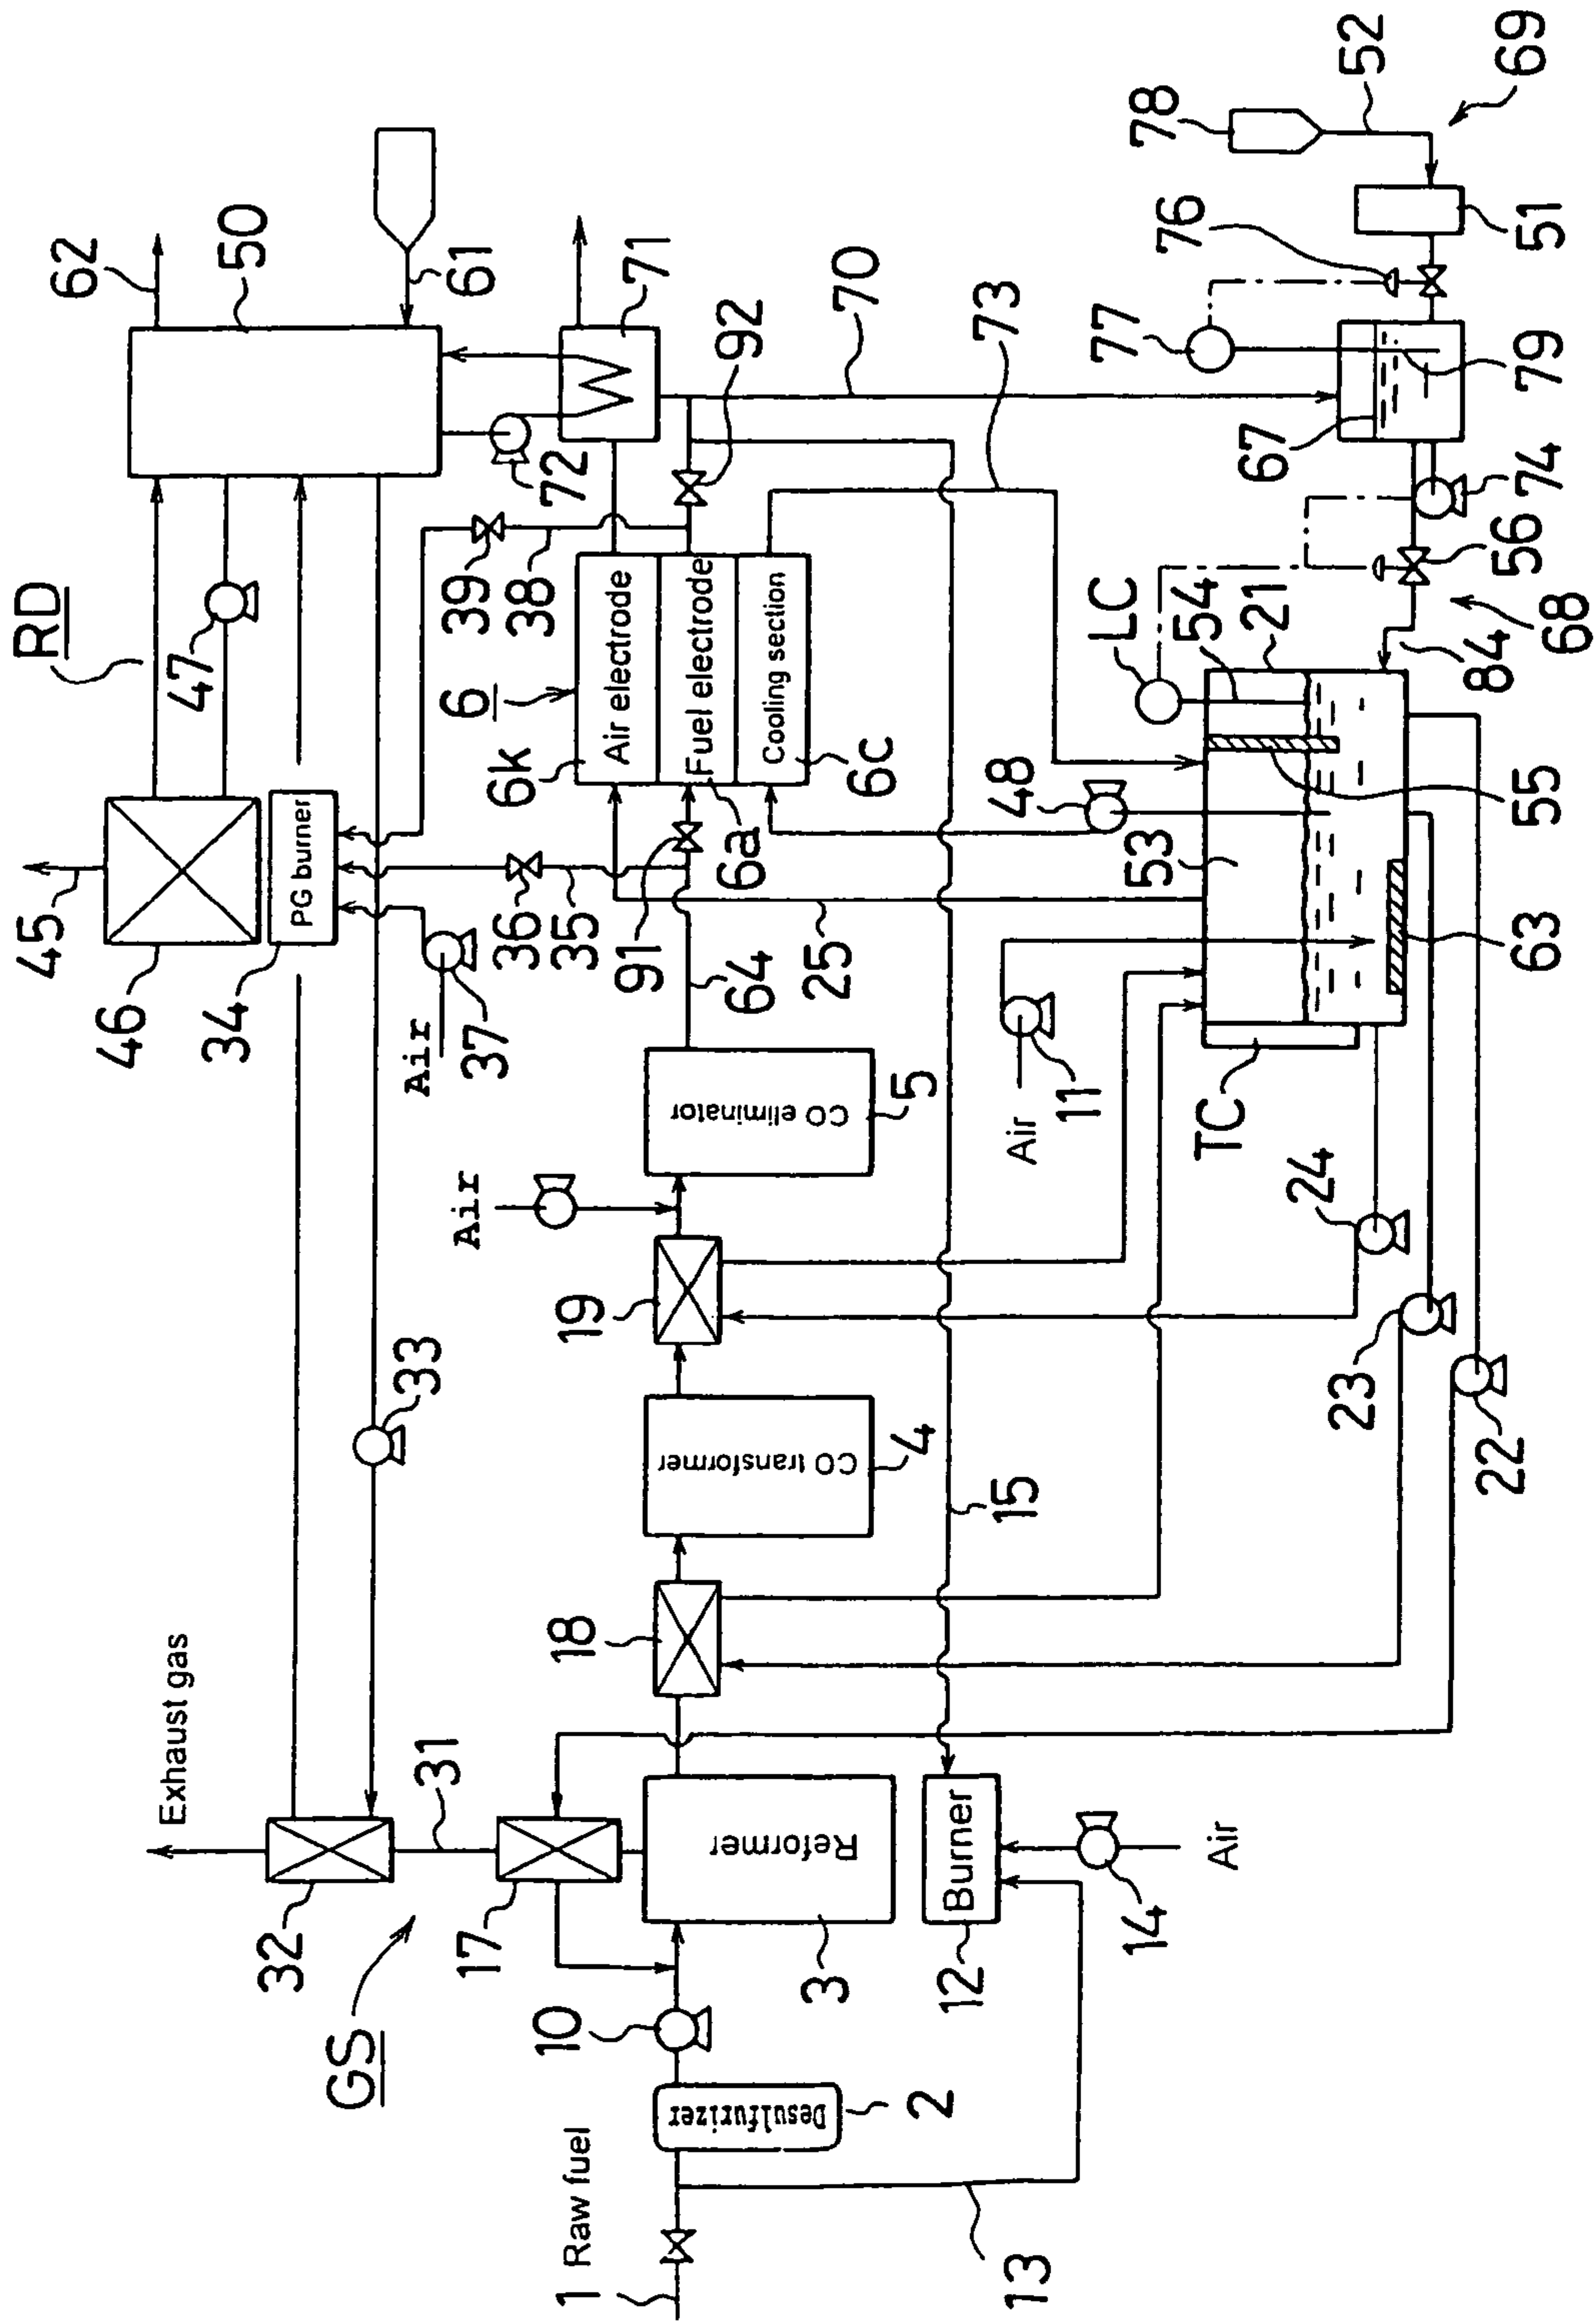 RD
45
62
46
Exhaust gas
47
34
50
32
PG burner
GS
33
31
Air
37
61
39
38
Air
17
6
6k
72
10
19
18
36
35
1 Raw fuel
Air electrode
71
91
64
Fuel electrode
6a
92
Desulfurizer
Reformer
CO transformer
CO eliminator
Cooling section
6c
2
3
4
5
25
70
12
Burner
13
15
Air
11
48
73
LC
14
Air
TC
53
54
77
78
76
24
21
67
23
52
22
63
55
84
56
74
79
51
68
69